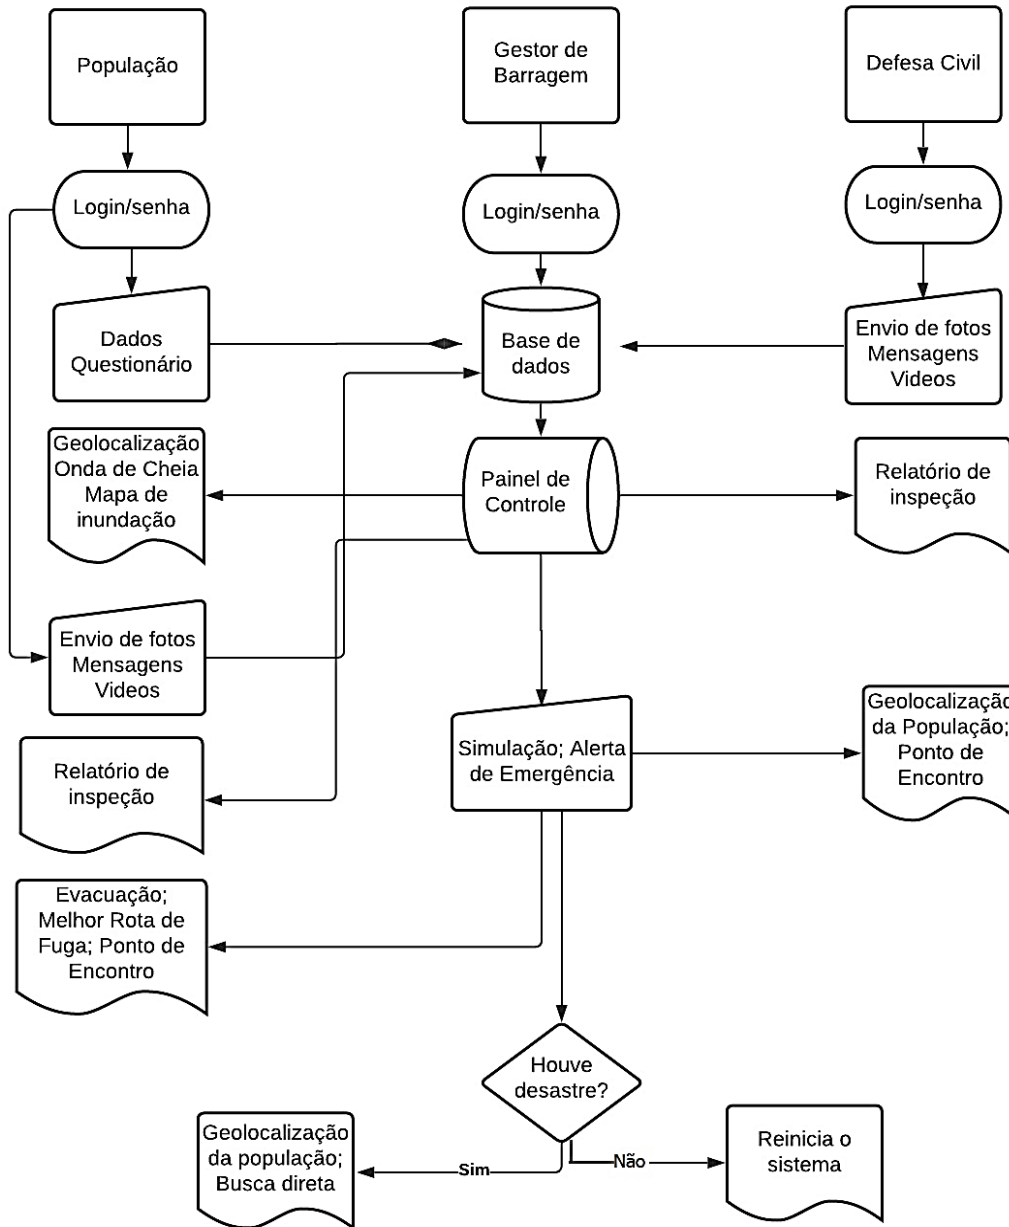 População
Gestor de
Barragem
Defesa Civil
Login/senha
Login/senha
Login/senha
Dados
Questionário
Base de
dados
Envio de fotos
Mensagens
Videos
Geolocalização
Onda de Cheia
Mapa de
inundação
Painel de
Controle
Relatório de
inspeção
Envio de fotos
Mensagens
Videos
Simulação; Alerta
de Emergência
Geolocalização
da População;
Ponto de
Encontro
Relatório de
inspeção
Evacuação;
Melhor Rota de
Fuga; Ponto de
Encontro
Houve
desastre?
Geolocalização
da população;
Busca direta
Sim
Não
Reinicia o
sistema